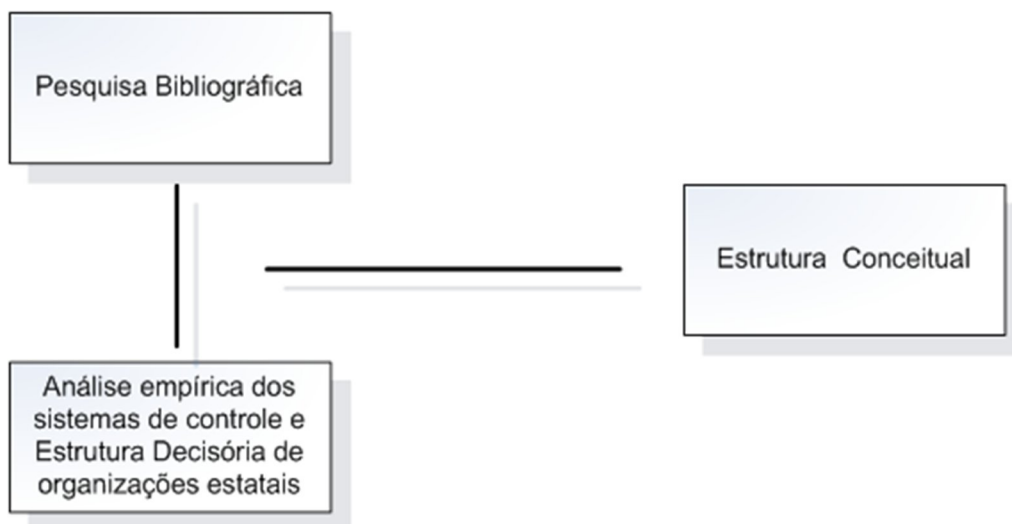 Pesquisa Bibliográfica
Estrutura Conceitual
Análise empírica dos
sistemas de controle e
Estrutura Decisória de
organizações estatais